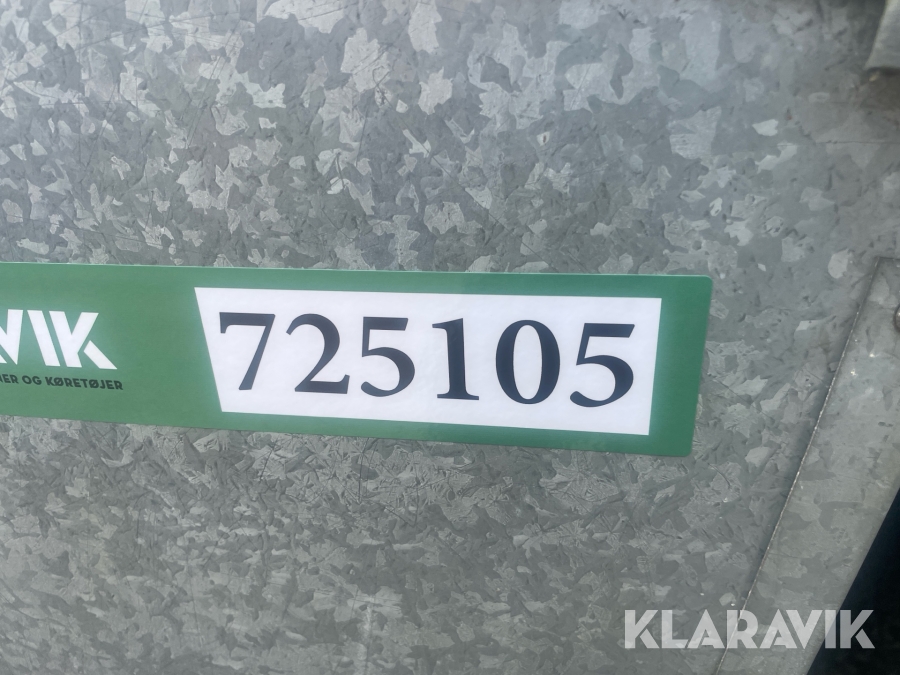 VIK
ER OG KØRETØJER
725105
KLARAVIK